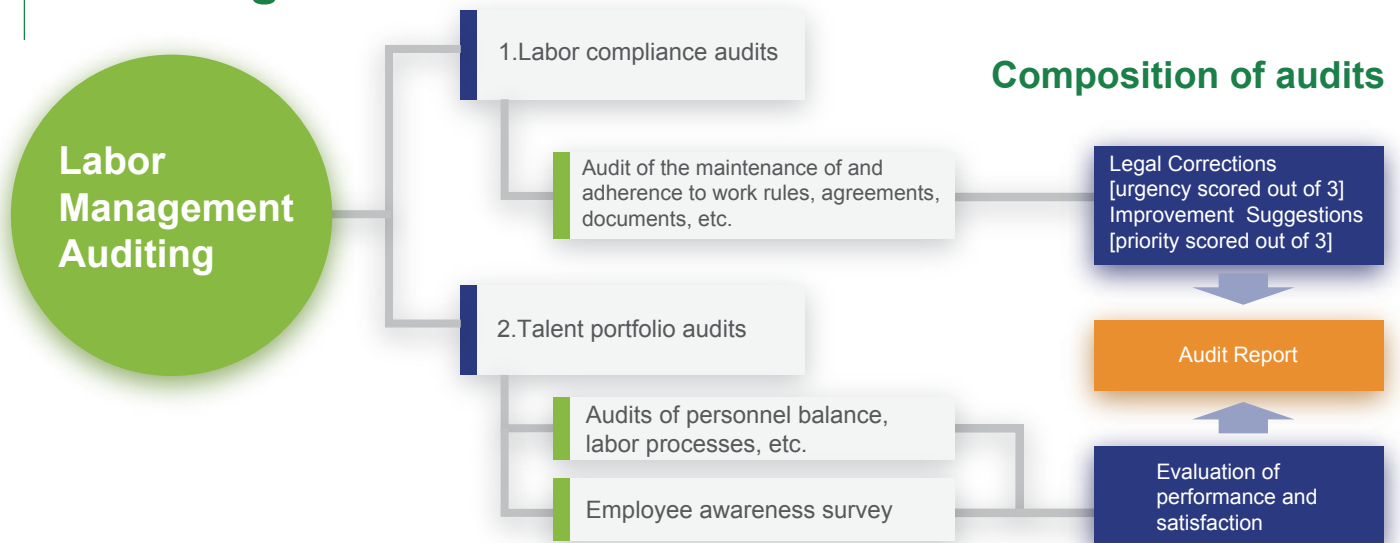 Labor
Management
Auditing
1.Labor compliance audits
Audit of the maintenance of and
adherence to work rules, agreements,
documents, etc.
2.Talent portfolio audits
Audits of personnel balance,
labor processes, etc.
Employee awareness survey
Composition of audits
Legal Corrections
[urgency scored out of 3]
Improvement Suggestions
[priority scored out of 3]
Audit Report
Evaluation of
performance and
satisfaction